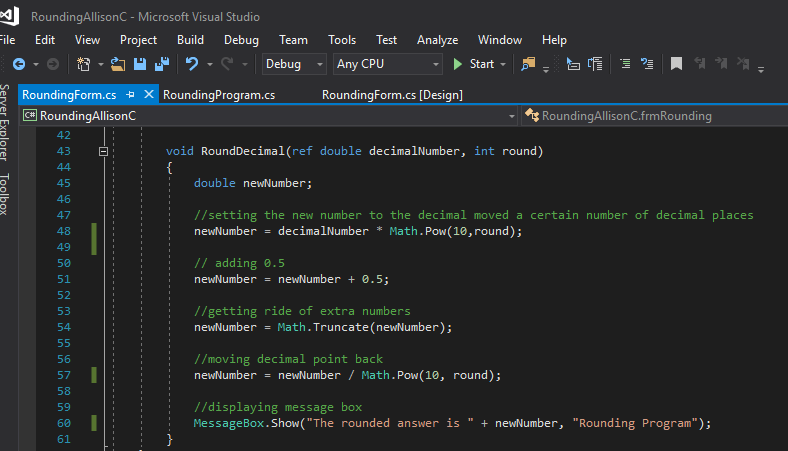 RoundingAllisonC - Microsoft Visual Studio
File Edit View Project Build Debug Team Tools Test Analyze Window Help
Debug Any CPU Start
RoundingForm.cs RoundingProgram.cs RoundingForm.cs [Design]
Server Explorer
Toolbox
C# RoundingAllisonC RoundingAllisonC.frmRounding
42
43 void RoundDecimal(ref double decimalNumber, int round)
44 {
45 double newNumber;
46
47 //setting the new number to the decimal moved a certain number of decimal places
48 newNumber = decimalNumber * Math.Pow(10,round);
49
50 // adding 0.5
51 newNumber = newNumber + 0.5;
52
53 //getting ride of extra numbers
54 newNumber = Math.Truncate(newNumber);
55
56 //moving decimal point back
57 newNumber = newNumber / Math.Pow(10, round);
58
59 //displaying message box
60 MessageBox.Show("The rounded answer is " + newNumber, "Rounding Program");
61 }